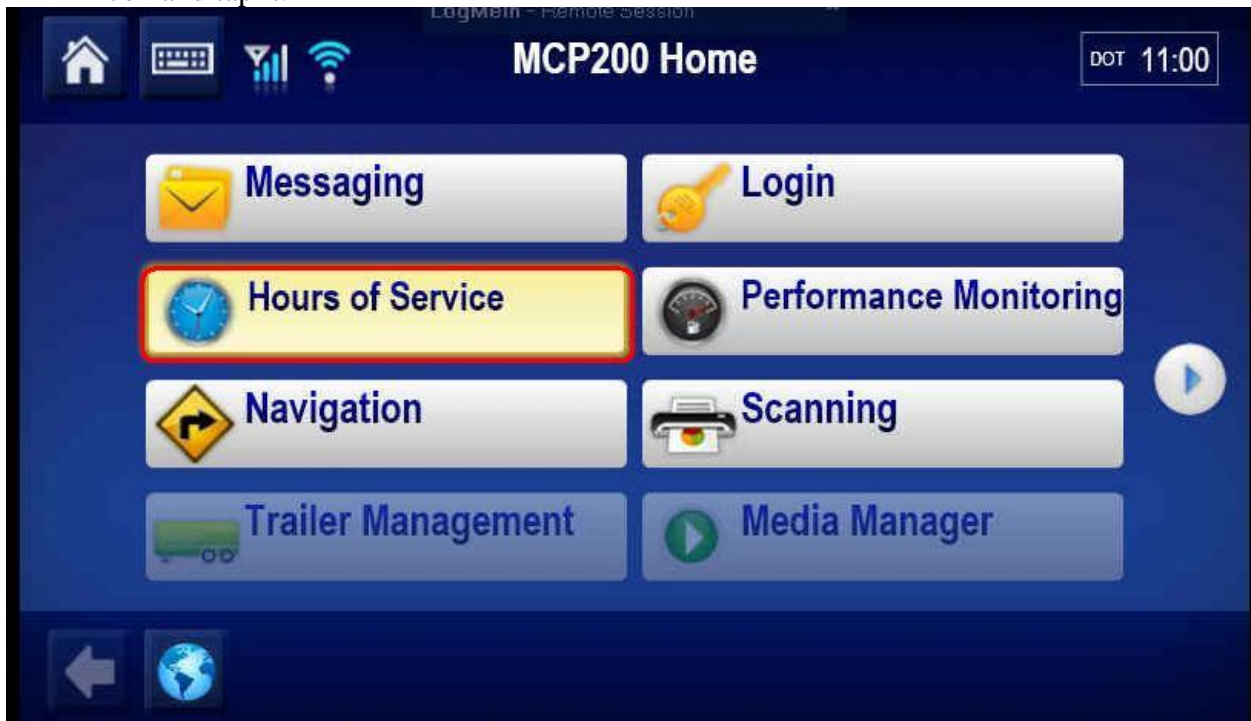 LogMeIn - Remote Session
MCP200 Home
DOT 11:00
Messaging
Login
Hours of Service
Performance Monitoring
Navigation
Scanning
Trailer Management
Media Manager